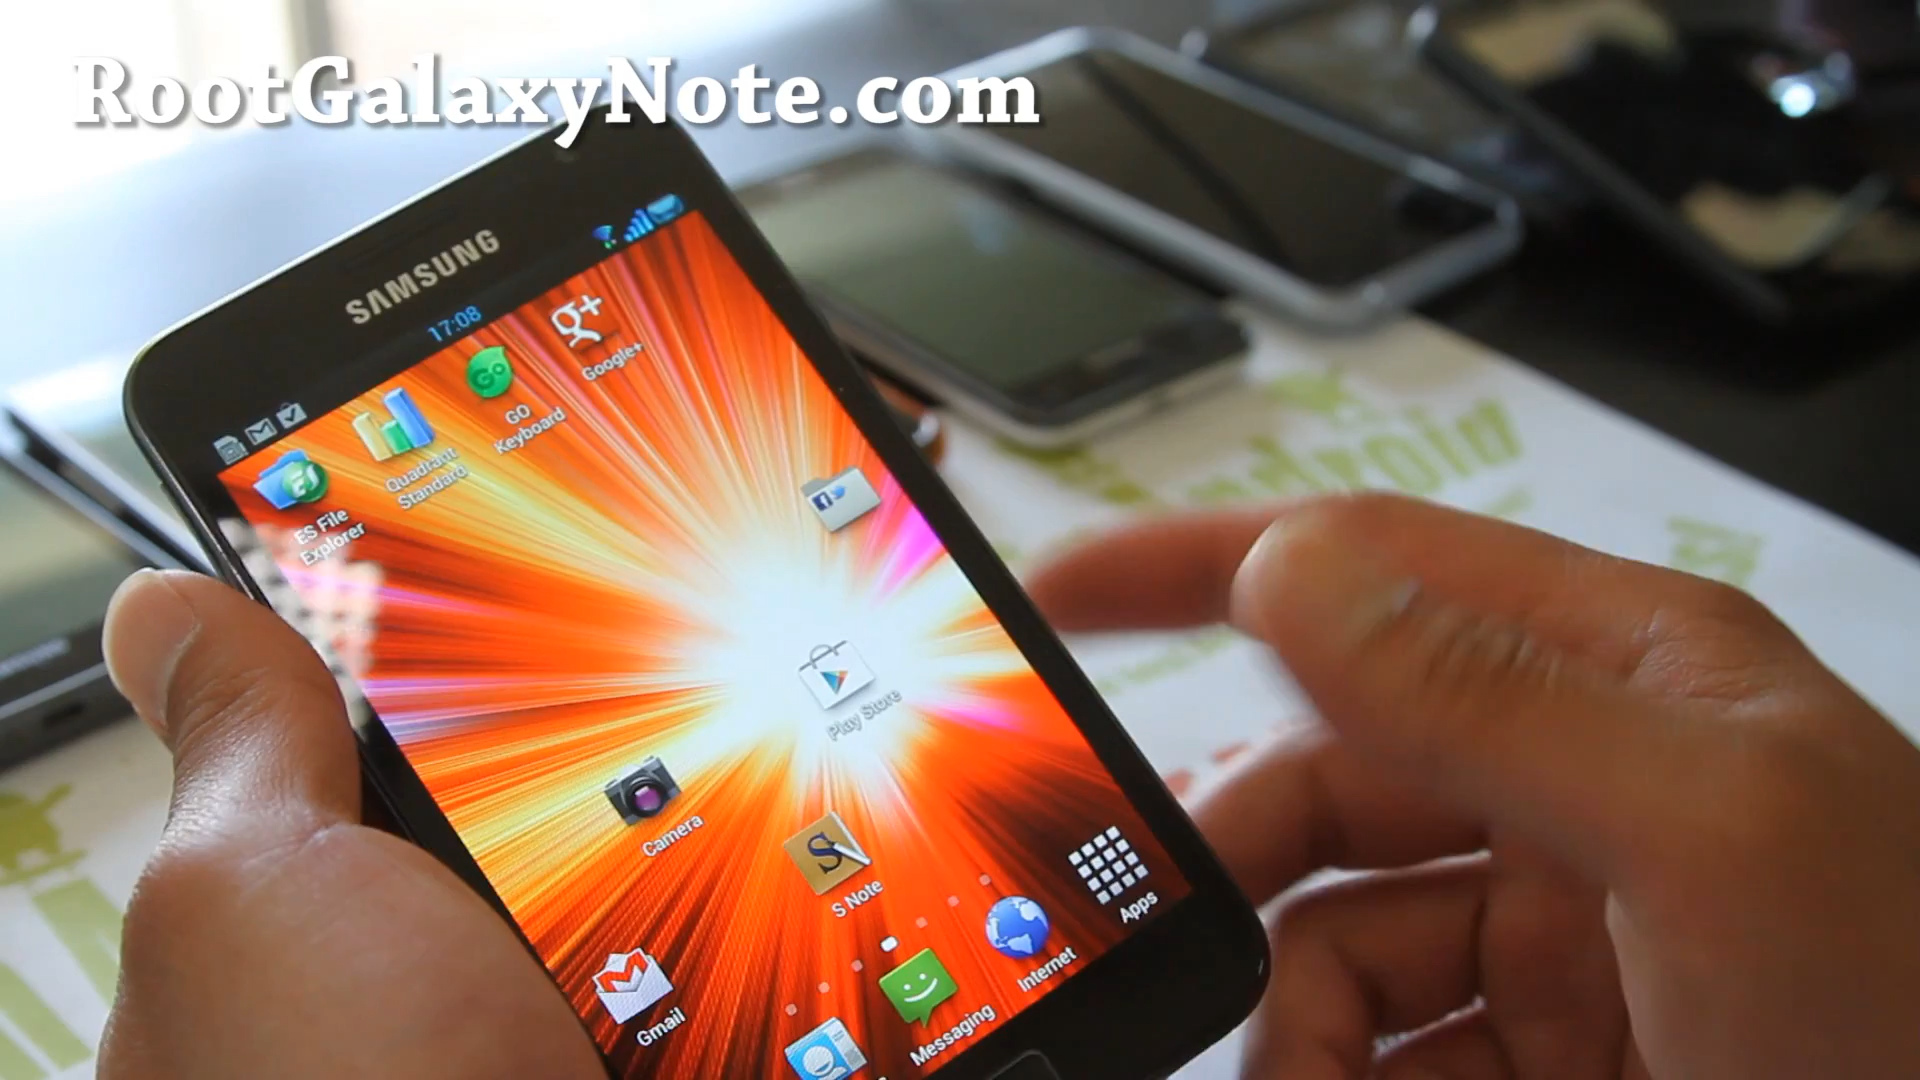 RootGalaxyNote.com
SAMSUNG
17:08
Google+
GO
Keyboard
Quadrant
Standard
ES File
Explorer
Play Store
Camera
S Note
Apps
Internet
Messaging
Gmail